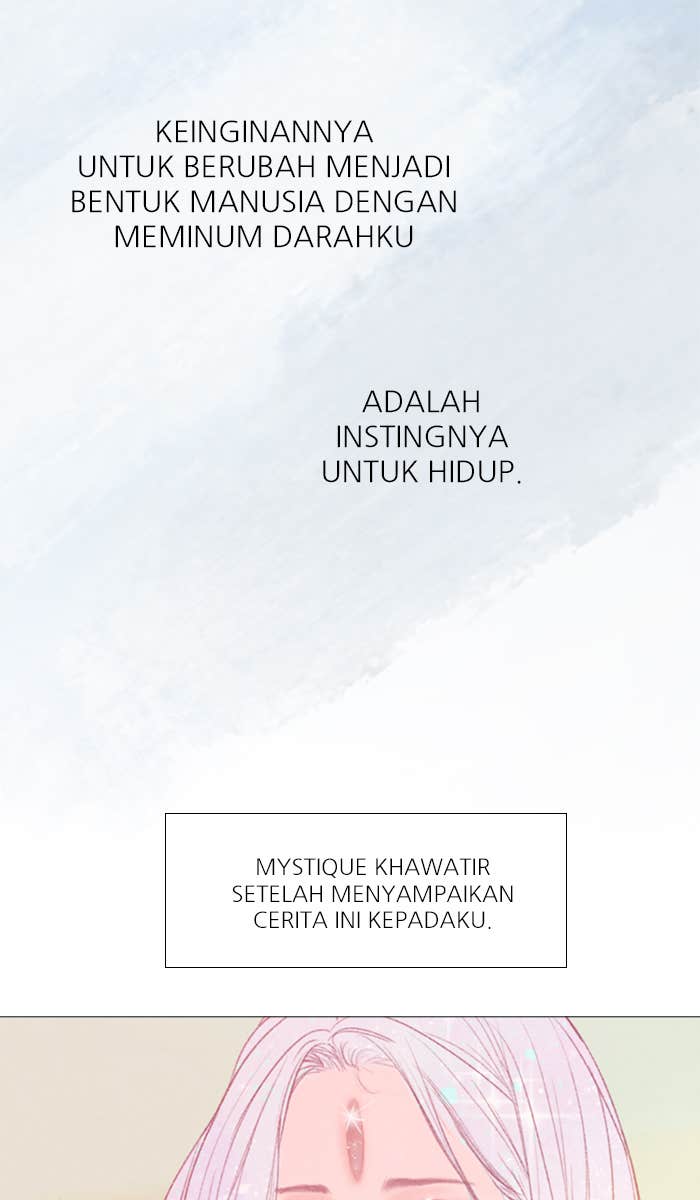 KEINGINANNYA
UNTUK BERUBAH MENJADI
BENTUK MANUSIA DENGAN
MEMINUM DARAHKU
ADALAH
INSTINGNYA
UNTUK HIDUP.
MYSTIQUE KHAWATIR
SETELAH MENYAMPAIKAN
CERITA INI KEPADAKU.